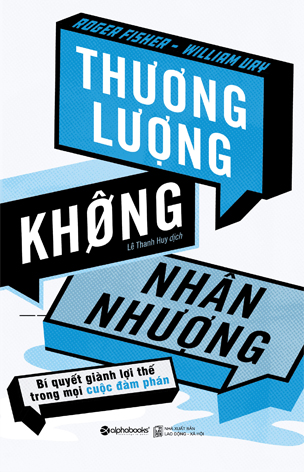 ROGER FISHER - WILLIAM URY
THƯƠNG
LƯỢNG
KHÔNG
Lê Thanh Huy dịch
NHÂN
NHƯỢNG
Bí quyết giành lợi thế
trong mọi cuộc đàm phán
alphabooks
NHÀ XUẤT BẢN
LAO ĐỘNG - XÃ HỘI